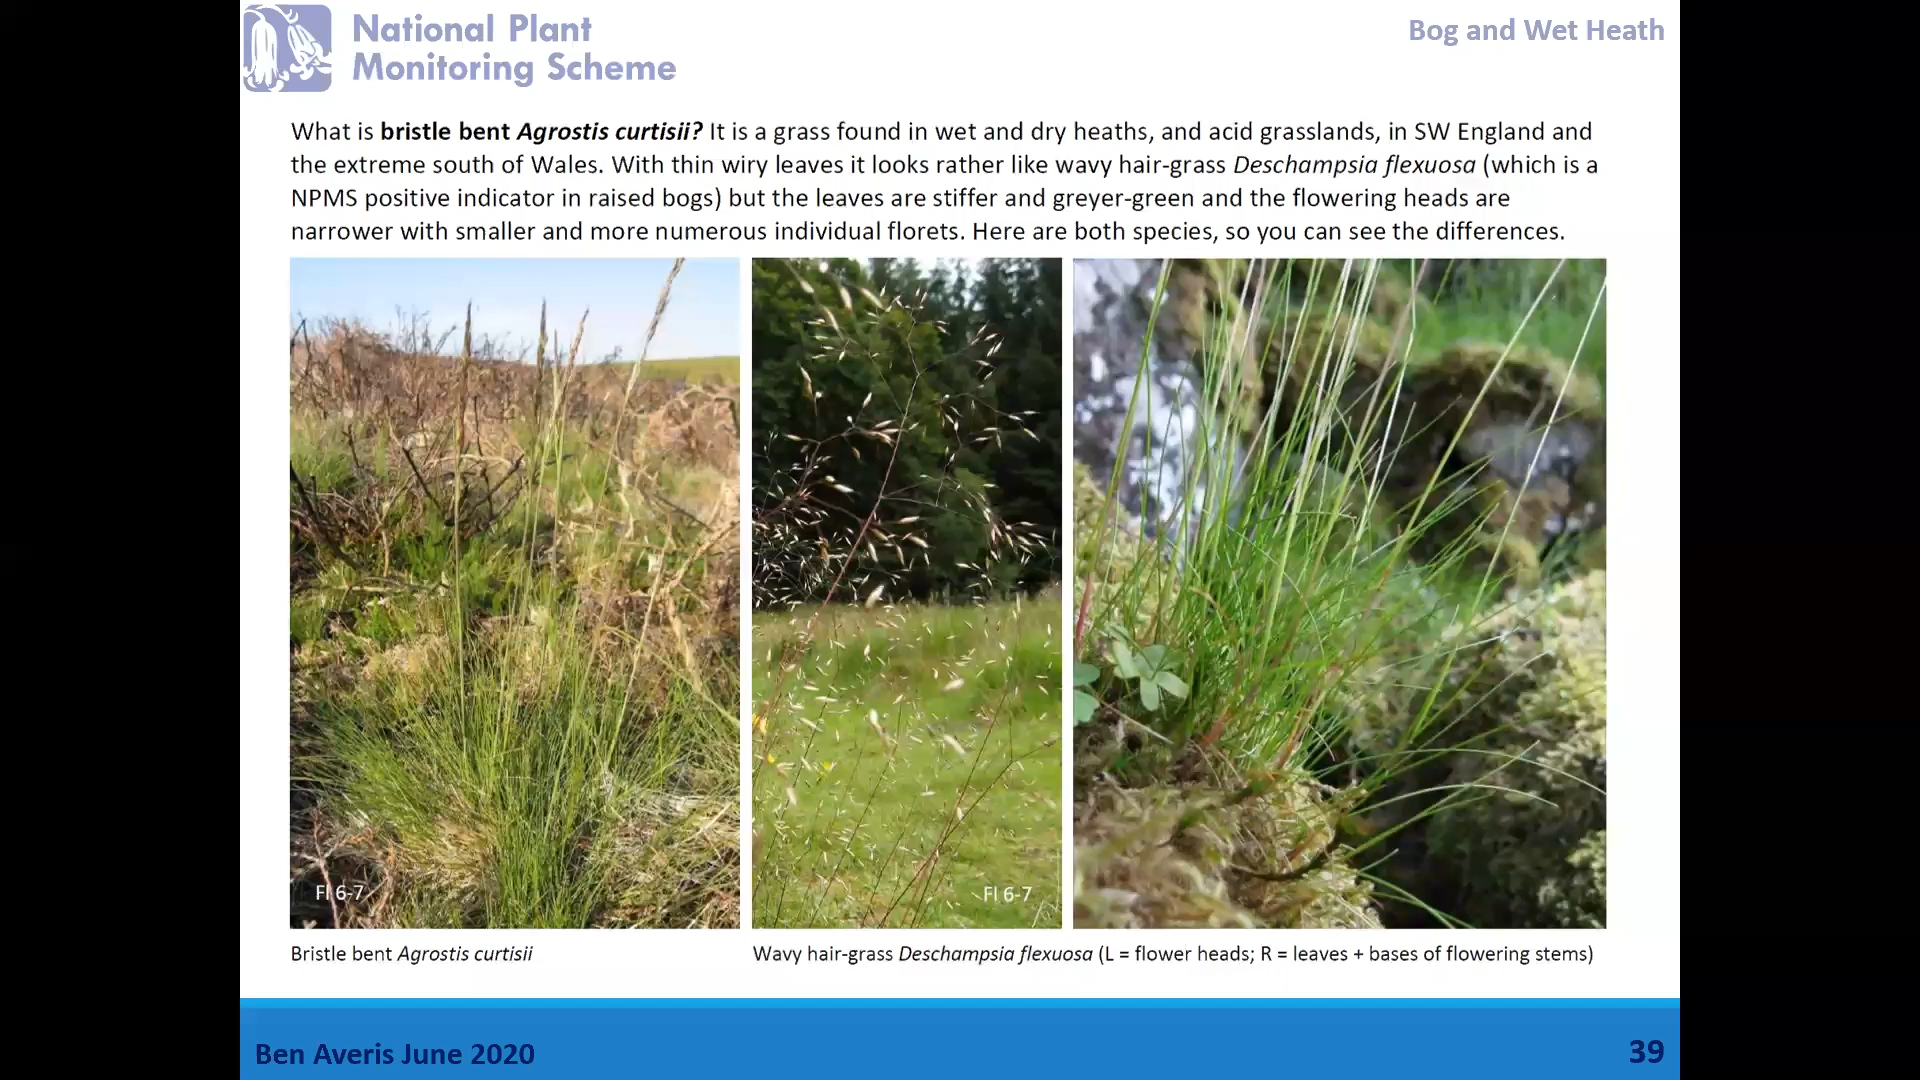 National Plant
Monitoring Scheme
Bog and Wet Heath
What is bristle bent Agrostis curtisii? It is a grass found in wet and dry heaths, and acid grasslands, in SW England and
the extreme south of Wales. With thin wiry leaves it looks rather like wavy hair-grass Deschampsia flexuosa (which is a
NPMS positive indicator in raised bogs) but the leaves are stiffer and greyer-green and the flowering heads are
narrower with smaller and more numerous individual florets. Here are both species, so you can see the differences.
Fl 6-7
Fl 6-7
Bristle bent Agrostis curtisii
Wavy hair-grass Deschampsia flexuosa (L = flower heads; R = leaves + bases of flowering stems)
Ben Averis June 2020
39